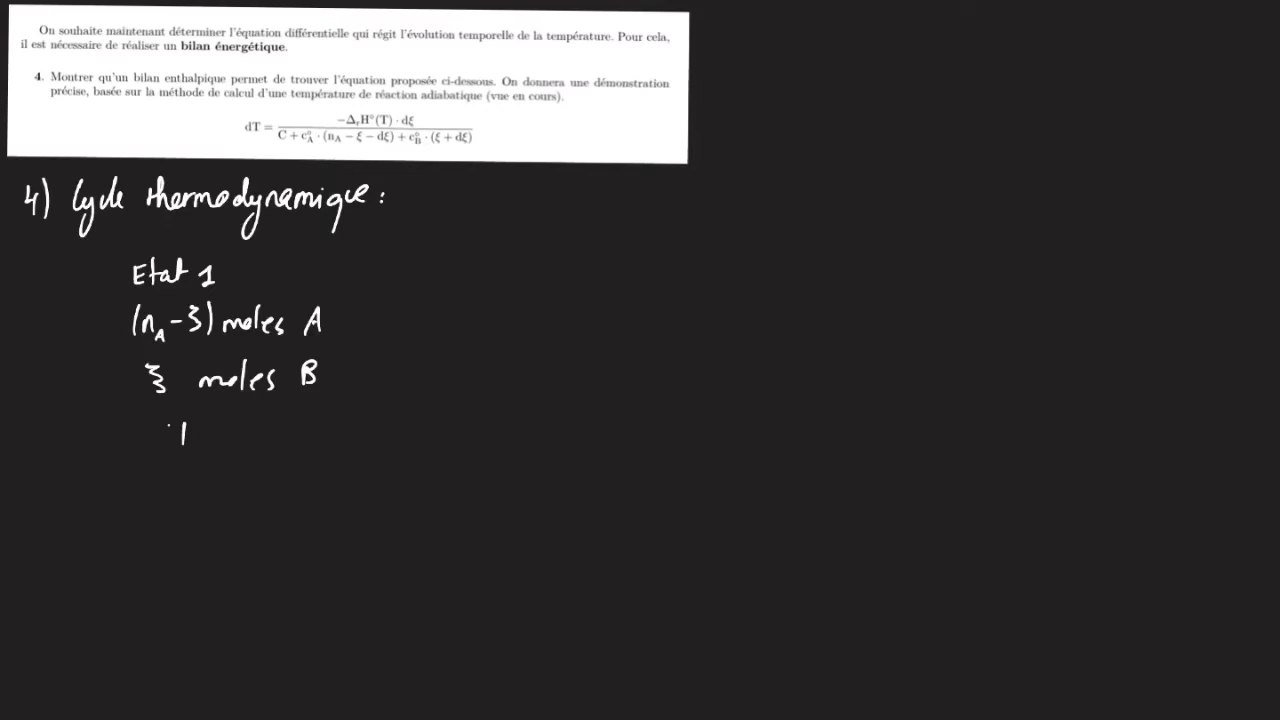 On souhaite maintenant déterminer l'équation différentielle qui régit l'évolution temporelle de la température. Pour cela,
il est nécessaire de réaliser un bilan énergétique.
4. Montrer qu'un bilan enthalpique permet de trouver l'équation proposée ci-dessous. On donnera une démonstration
précise, basée sur la méthode de calcul d'une température de réaction adiabatique (vue en cours).
dT = −Δ_rH°(T) · dξ / (C + c°_A · (n_A − ξ − dξ) + c°_B · (ξ + dξ))
4) Cycle thermodynamique :
Etat 1
(n_A − ξ) moles A
ξ moles B